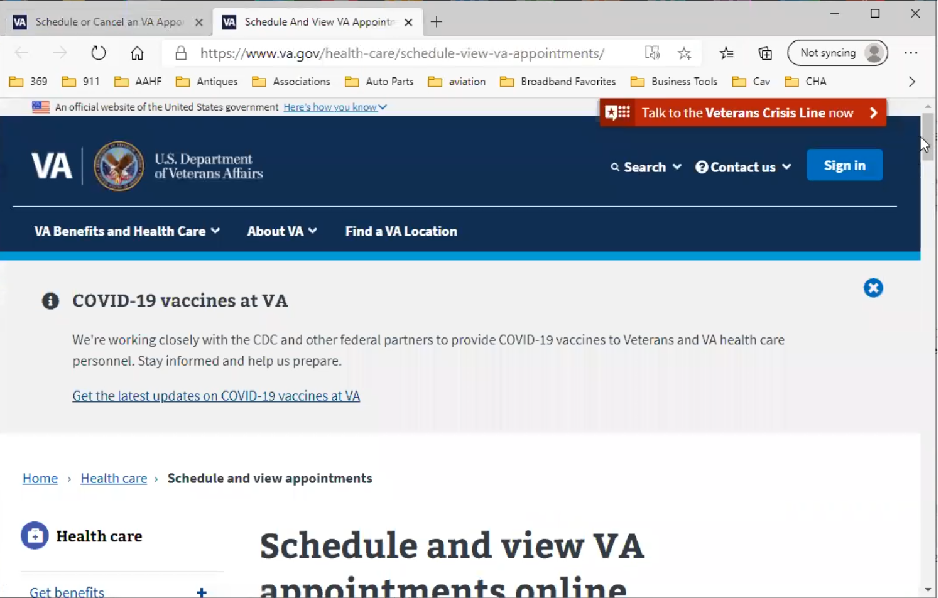 VA Schedule or Cancel an VA Appo
VA Schedule And View VA Appointm
https://www.va.gov/health-care/schedule-view-va-appointments/
Not syncing
369 911 AAHF Antiques Associations Auto Parts aviation Broadband Favorites Business Tools Cav CHA
An official website of the United States government Here's how you know
Talk to the Veterans Crisis Line now
VA
U.S. Department
of Veterans Affairs
Search Contact us Sign in
VA Benefits and Health Care About VA Find a VA Location
COVID-19 vaccines at VA
We're working closely with the CDC and other federal partners to provide COVID-19 vaccines to Veterans and VA health care
personnel. Stay informed and help us prepare.
Get the latest updates on COVID-19 vaccines at VA
Home › Health care › Schedule and view appointments
Health care
Get benefits +
Schedule and view VA
appointments online